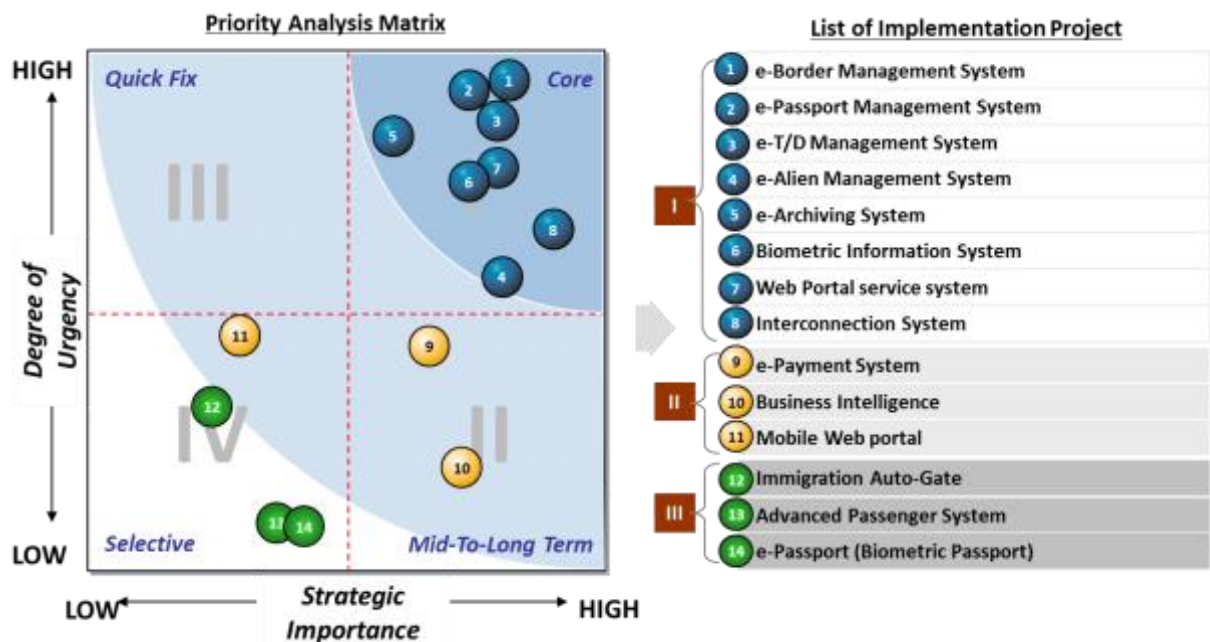 Priority Analysis Matrix
HIGH
Quick Fix
Core
1
2
3
5
7
6
8
4
III
Degree of
Urgency
11
9
12
IV
II
10
13
14
LOW
Selective
Mid-To-Long Term
LOW
Strategic
Importance
HIGH
List of Implementation Project
I
1 e-Border Management System
2 e-Passport Management System
3 e-T/D Management System
4 e-Alien Management System
5 e-Archiving System
6 Biometric Information System
7 Web Portal service system
8 Interconnection System
II
9 e-Payment System
10 Business Intelligence
11 Mobile Web portal
III
12 Immigration Auto-Gate
13 Advanced Passenger System
14 e-Passport (Biometric Passport)